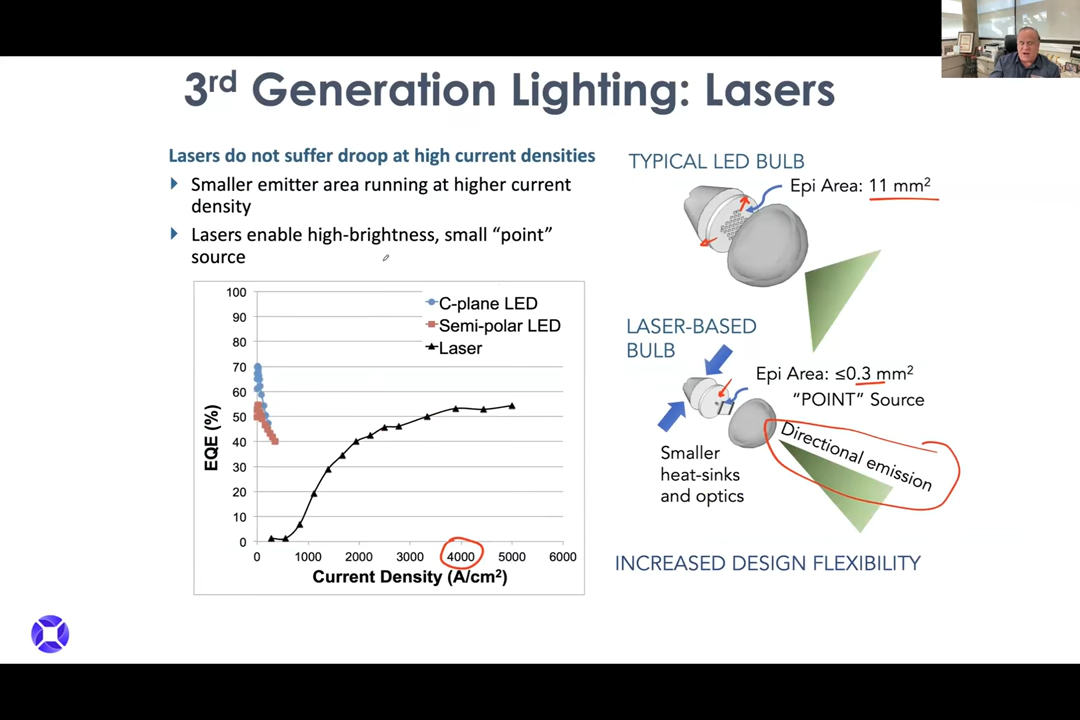 3rd Generation Lighting: Lasers
Lasers do not suffer droop at high current densities
Smaller emitter area running at higher current
density
Lasers enable high-brightness, small “point”
source
100
90
80
70
60
50
40
30
20
10
0
EQE (%)
C-plane LED
Semi-polar LED
Laser
0 1000 2000 3000 4000 5000 6000
Current Density (A/cm²)
TYPICAL LED BULB
Epi Area: 11 mm²
LASER-BASED
BULB
Epi Area: ≤0.3 mm²
“POINT” Source
Directional emission
Smaller
heat-sinks
and optics
INCREASED DESIGN FLEXIBILITY